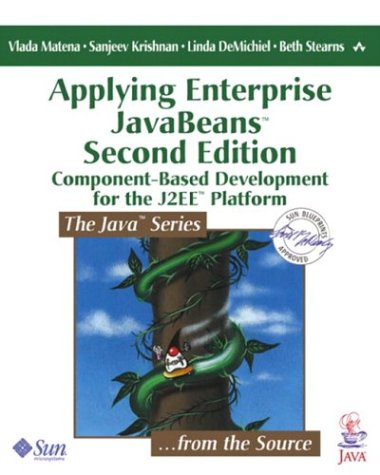 Vlada Matena • Sanjeev Krishnan • Linda DeMichiel • Beth Stearns
Applying Enterprise
JavaBeans™
Second Edition
Component-Based Development
for the J2EE™ Platform
The Java™ Series
SUN BLUEPRINTS
APPROVED
...from the Source
Sun
microsystems
JAVA